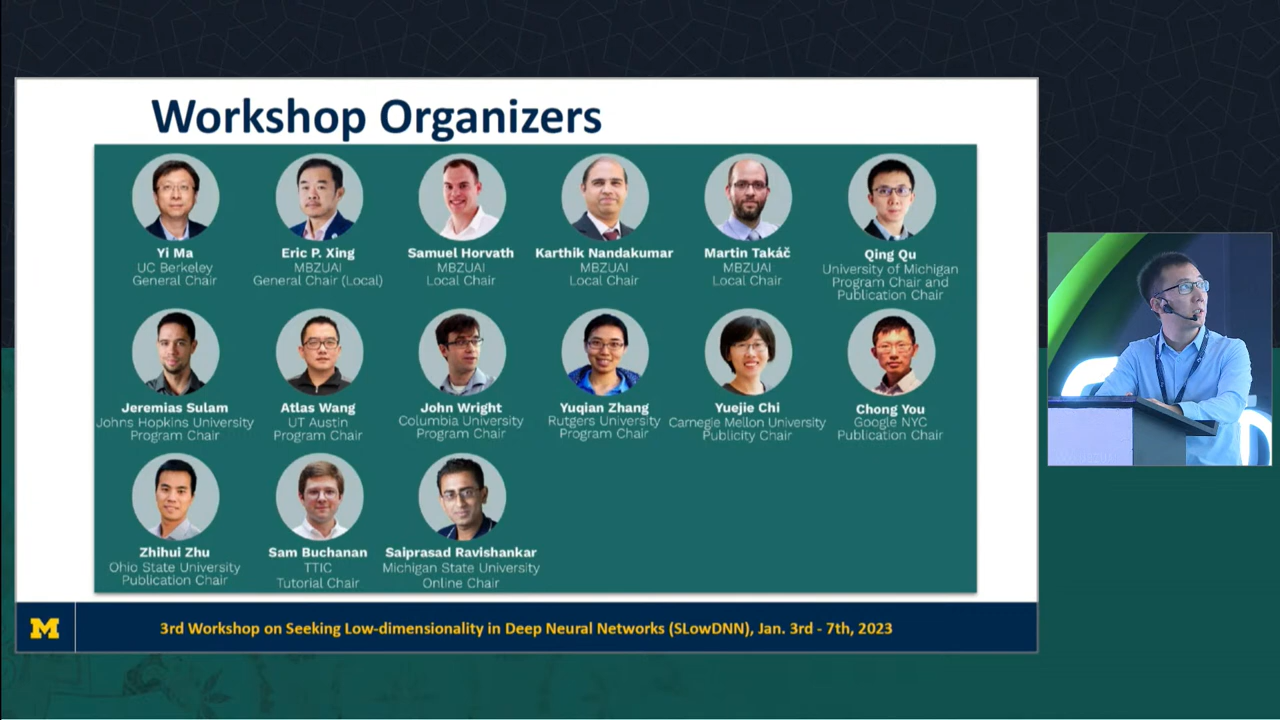 Workshop Organizers
Yi Ma
UC Berkeley
General Chair
Eric P. Xing
MBZUAI
General Chair (Local)
Samuel Horvath
MBZUAI
Local Chair
Karthik Nandakumar
MBZUAI
Local Chair
Martin Takáč
MBZUAI
Local Chair
Qing Qu
University of Michigan
Program Chair and
Publication Chair
Jeremias Sulam
Johns Hopkins University
Program Chair
Atlas Wang
UT Austin
Program Chair
John Wright
Columbia University
Program Chair
Yuqian Zhang
Rutgers University
Program Chair
Yuejie Chi
Carnegie Mellon University
Publicity Chair
Chong You
Google NYC
Publication Chair
Zhihui Zhu
Ohio State University
Publication Chair
Sam Buchanan
TTIC
Tutorial Chair
Saiprasad Ravishankar
Michigan State University
Online Chair
M
3rd Workshop on Seeking Low-dimensionality in Deep Neural Networks (SLowDNN), Jan. 3rd - 7th, 2023